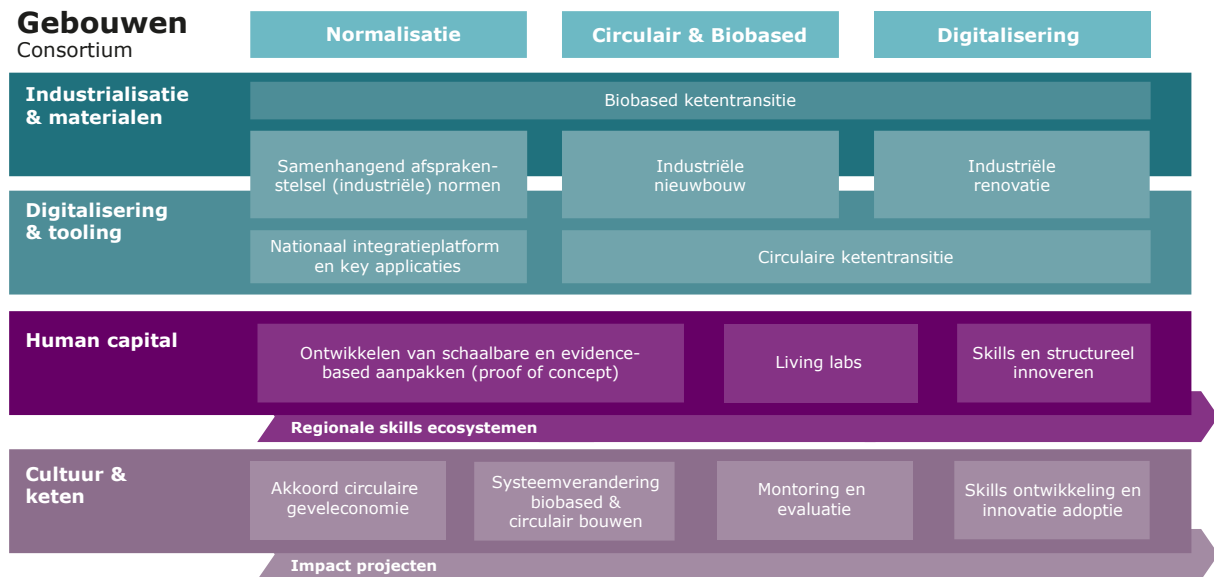 Gebouwen
Consortium
Normalisatie
Circulair & Biobased
Digitalisering
Industrialisatie
& materialen
Biobased ketentransitie
Samenhangend afspraken-
stelsel (industriële) normen
Industriële
nieuwbouw
Industriële
renovatie
Digitalisering
& tooling
Nationaal integratieplatform
en key applicaties
Circulaire ketentransitie
Human capital
Ontwikkelen van schaalbare en evidence-
based aanpakken (proof of concept)
Living labs
Skills en structureel
innoveren
Regionale skills ecosystemen
Cultuur &
keten
Akkoord circulaire
geveleconomie
Systeemverandering
biobased &
circulair bouwen
Montoring en
evaluatie
Skills ontwikkeling en
innovatie adoptie
Impact projecten